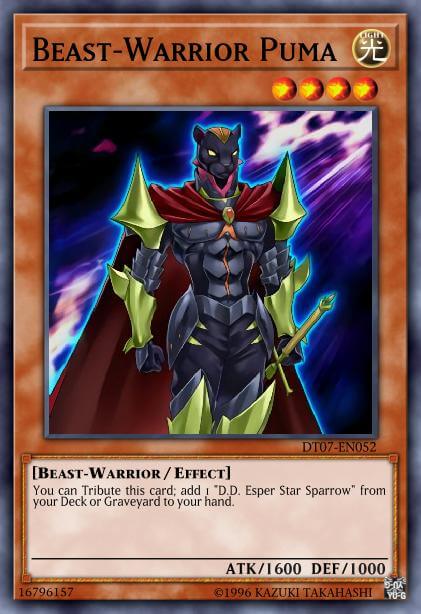 BEAST-WARRIOR PUMA
LIGHT
光
DT07-EN052
[BEAST-WARRIOR / EFFECT]
You can Tribute this card; add 1 "D.D. Esper Star Sparrow" from
your Deck or Graveyard to your hand.
ATK/1600 DEF/1000
16796157
©1996 KAZUKI TAKAHASHI